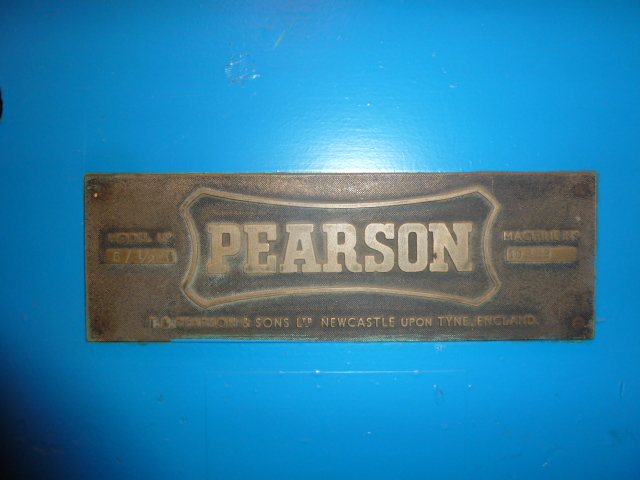 PEARSON
MODEL Nº
MACHINE Nº
& SONS LTD NEWCASTLE UPON TYNE, ENGLAND